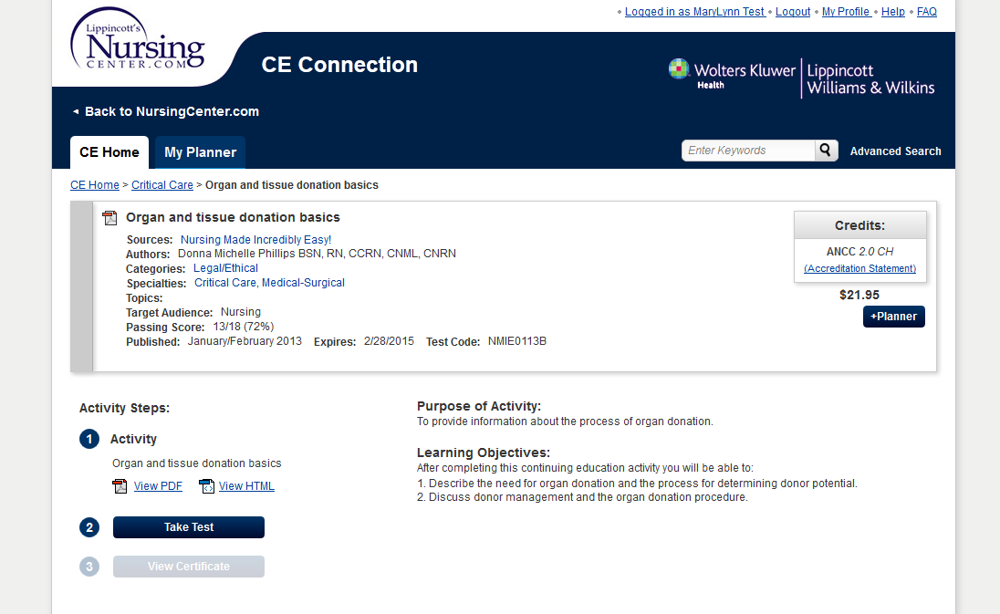 Logged in as MaryLynn Test • Logout • My Profile • Help • FAQ
Lippincott's
Nursing
CENTER.COM
CE Connection
Wolters Kluwer
Health
Lippincott
Williams & Wilkins
◄ Back to NursingCenter.com
CE Home My Planner Enter Keywords Advanced Search
CE Home > Critical Care > Organ and tissue donation basics
Organ and tissue donation basics
Sources: Nursing Made Incredibly Easy!
Authors: Donna Michelle Phillips BSN, RN, CCRN, CNML, CNRN
Categories: Legal/Ethical
Specialties: Critical Care, Medical-Surgical
Topics:
Target Audience: Nursing
Passing Score: 13/18 (72%)
Published: January/February 2013 Expires: 2/28/2015 Test Code: NMIE0113B
Credits:
ANCC 2.0 CH
(Accreditation Statement)
$21.95
+Planner
Activity Steps:
1 Activity
Organ and tissue donation basics
View PDF View HTML
2 Take Test
3 View Certificate
Purpose of Activity:
To provide information about the process of organ donation.
Learning Objectives:
After completing this continuing education activity you will be able to:
1. Describe the need for organ donation and the process for determining donor potential.
2. Discuss donor management and the organ donation procedure.